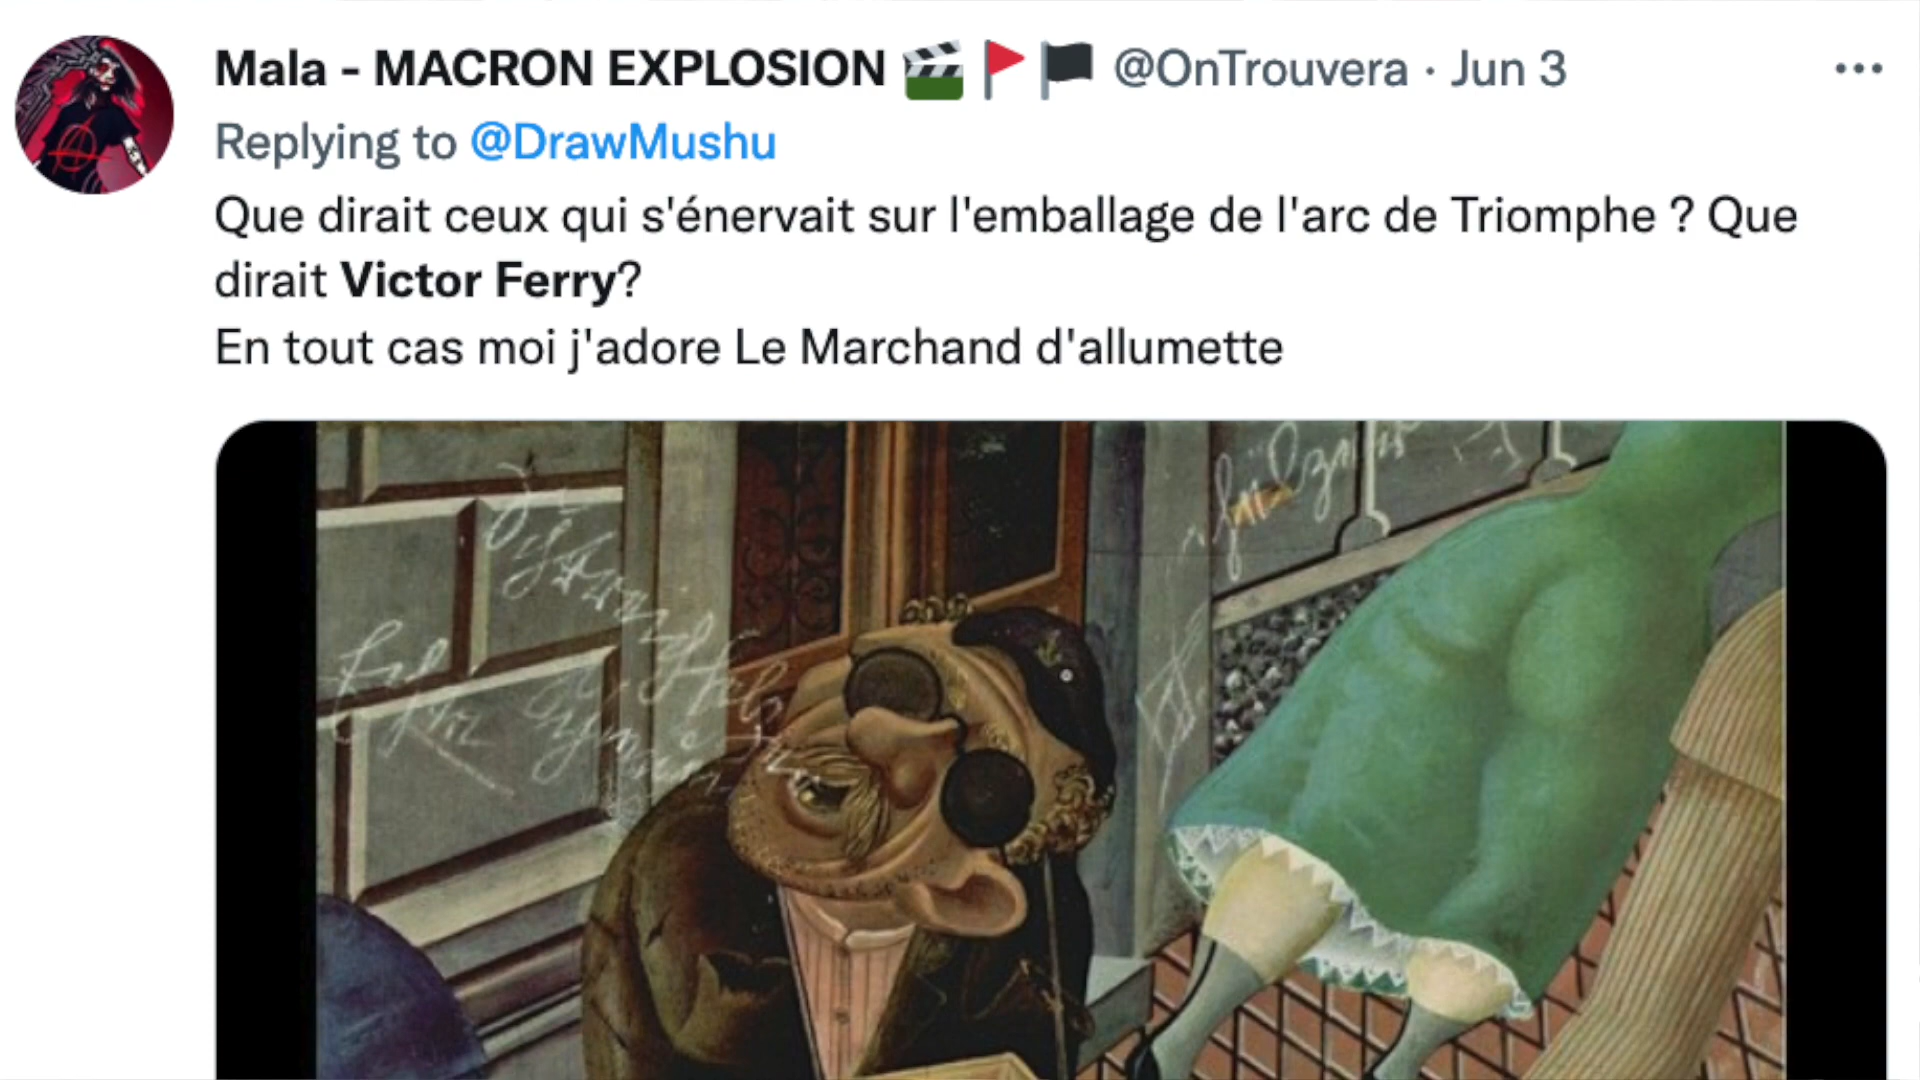 Mala - MACRON EXPLOSION 🎬 🚩 🏴 @OnTrouvera · Jun 3
Replying to @DrawMushu
Que dirait ceux qui s'énervait sur l'emballage de l'arc de Triomphe ? Que
dirait Victor Ferry?
En tout cas moi j'adore Le Marchand d'allumette